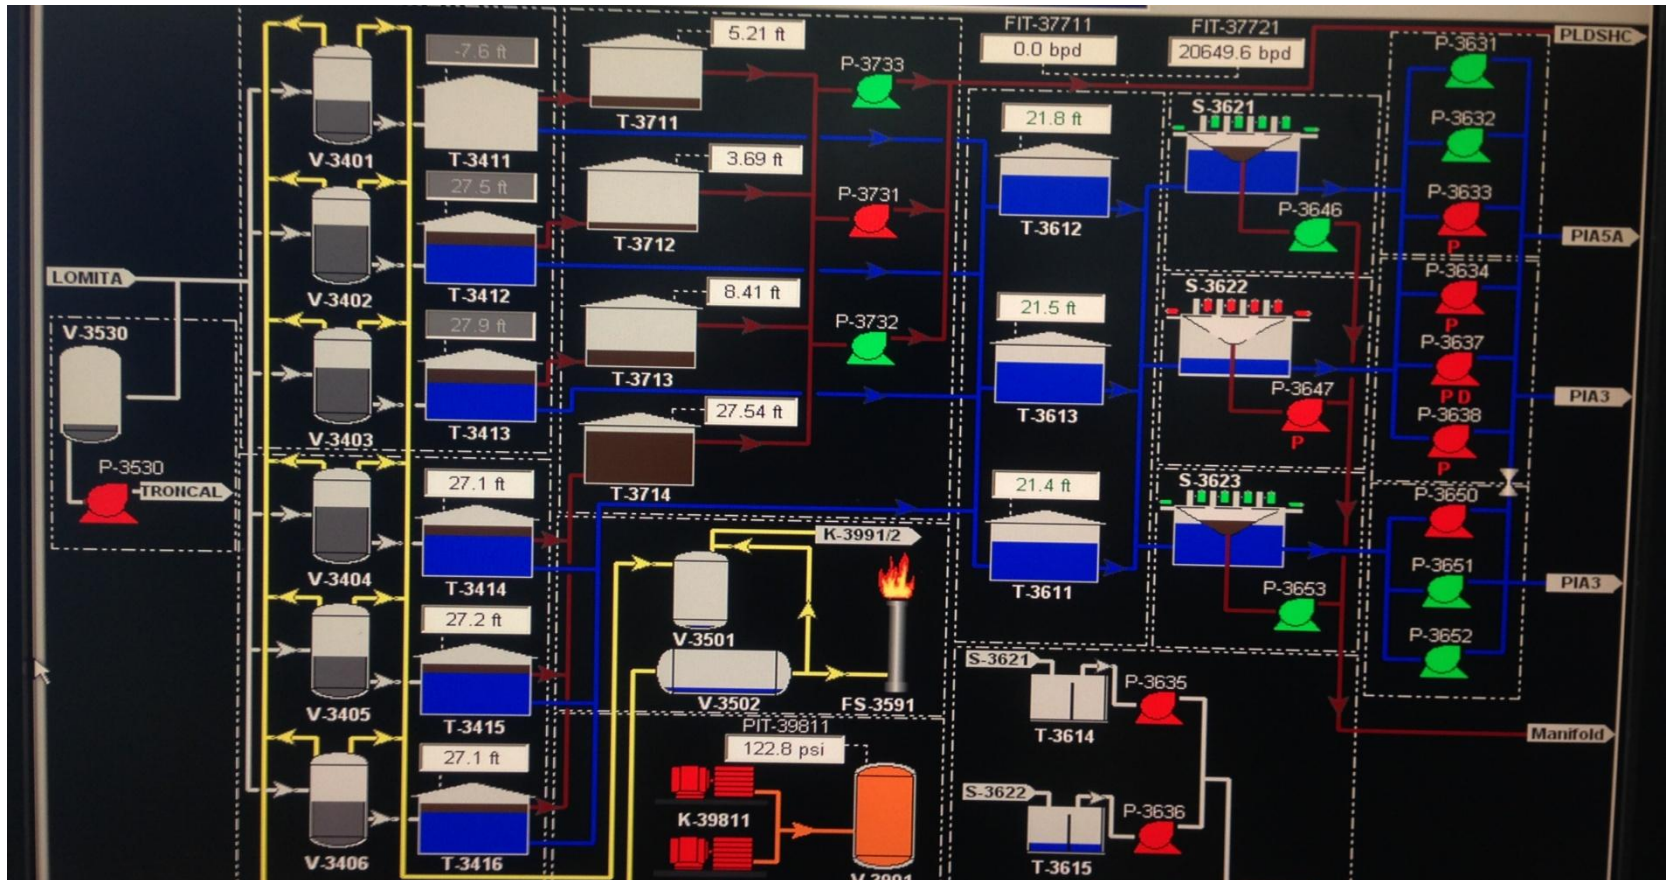 FIT-37711
FIT-37721
0.0 bpd
20649.6 bpd
PLDSHC
-7.6 ft
5.21 ft
P-3733
V-3401
T-3411
T-3711
21.8 ft
S-3621
P-3631
P-3632
27.5 ft
3.69 ft
P-3731
P-3633
P
V-3402
T-3412
T-3712
T-3612
P-3646
PIA5A
LOMITA
27.9 ft
8.41 ft
P-3732
21.5 ft
S-3622
P-3634
P
V-3530
V-3403
T-3413
T-3713
T-3613
P-3647
P
P-3637
P D
PIA3
P-3638
P
P-3530
TRONCAL
27.1 ft
27.54 ft
T-3714
21.4 ft
S-3623
P-3650
V-3404
T-3414
K-3991/2
V-3501
T-3611
P-3653
P-3651
PIA3
27.2 ft
V-3405
T-3415
V-3502
FS-3591
S-3621
T-3614
P-3635
P-3652
Manifold
PIT-39811
122.8 psi
27.1 ft
V-3406
T-3416
K-39811
V-3991
S-3622
T-3615
P-3636